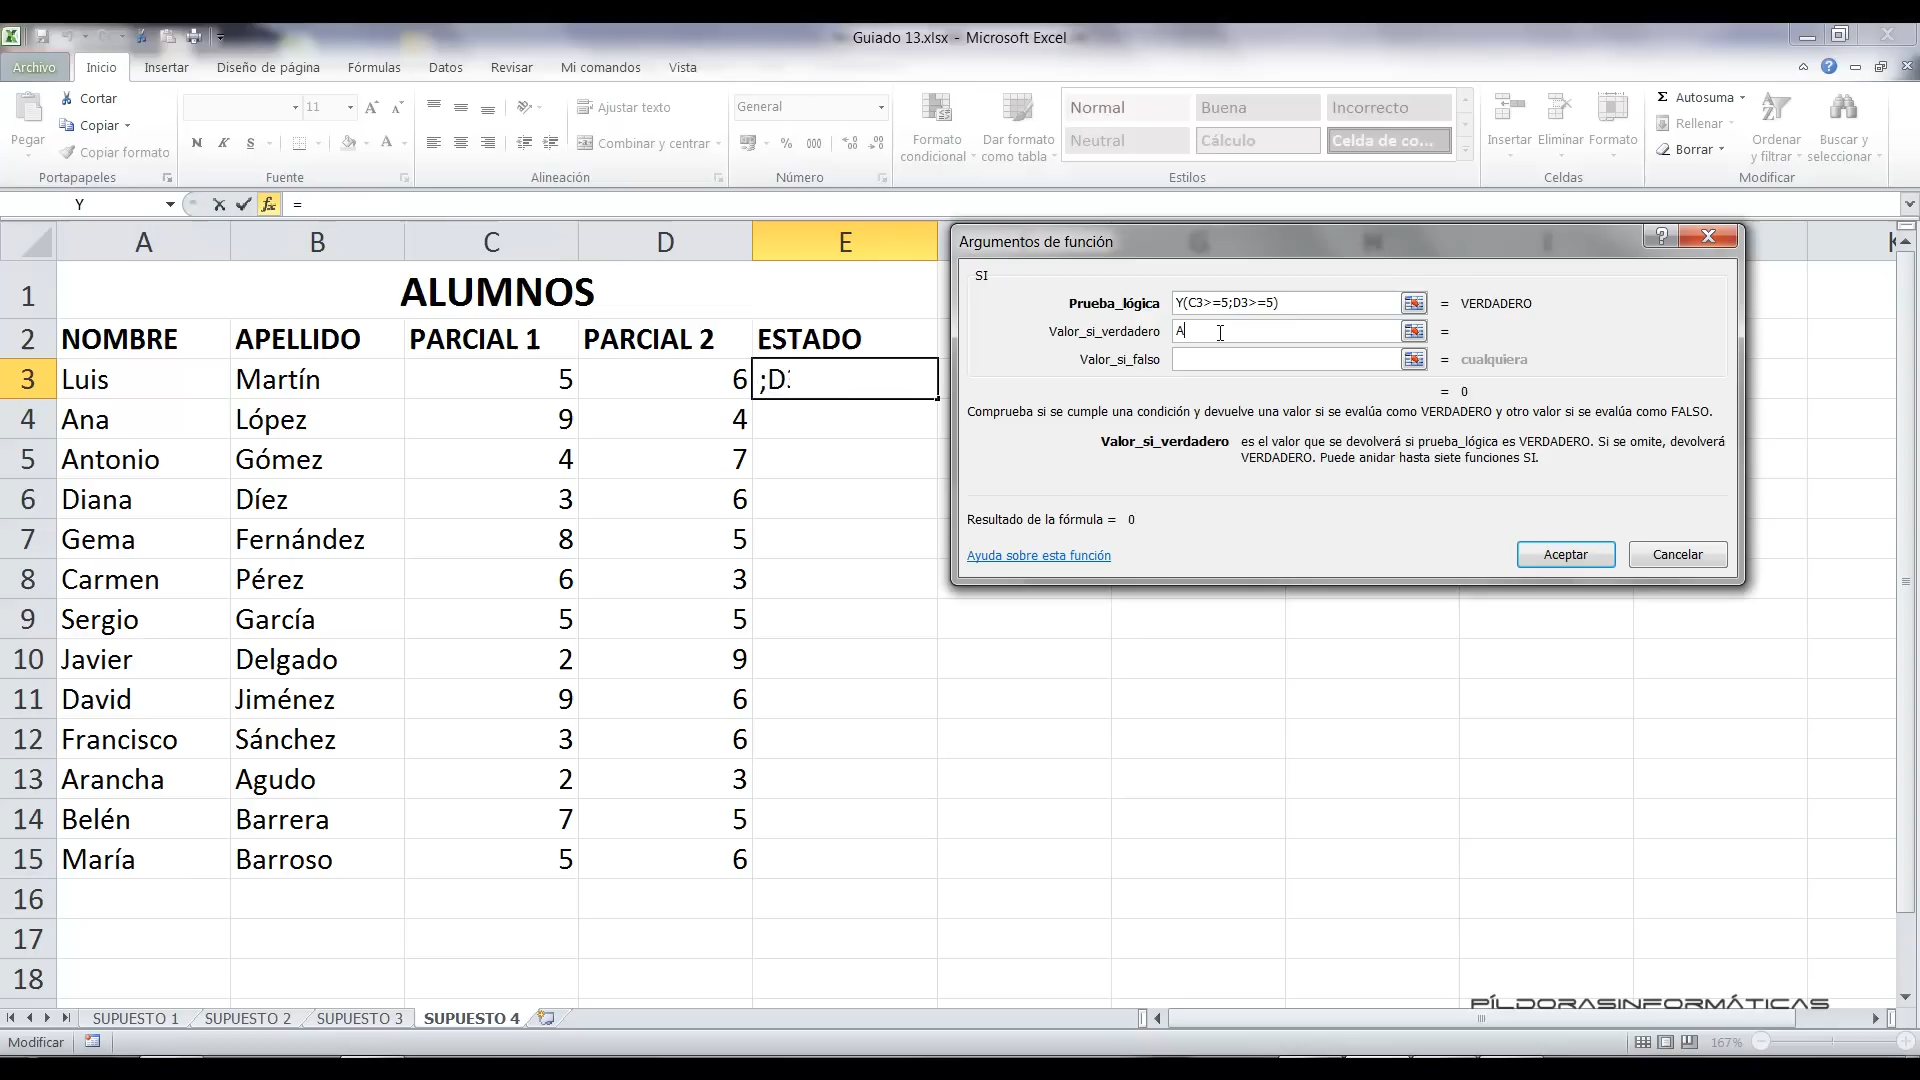 Guiado 13.xlsx - Microsoft Excel
Archivo Inicio Insertar Diseño de página Fórmulas Datos Revisar Mi comandos Vista
Pegar
Cortar
Copiar
Copiar formato
Portapapeles
11
N K S
Fuente
Ajustar texto
Combinar y centrar
Alineación
General
% 000
Número
Formato condicional
Dar formato como tabla
Normal Buena Incorrecto
Neutral Cálculo Celda de co...
Estilos
Insertar Eliminar Formato
Celdas
Σ Autosuma
Rellenar
Borrar
Ordenar y filtrar
Buscar y seleccionar
Modificar
Y fx =
A B C D E G H I K
1 ALUMNOS
2 NOMBRE APELLIDO PARCIAL 1 PARCIAL 2 ESTADO
3 Luis Martín 5 6 ;D3
4 Ana López 9 4
5 Antonio Gómez 4 7
6 Diana Díez 3 6
7 Gema Fernández 8 5
8 Carmen Pérez 6 3
9 Sergio García 5 5
10 Javier Delgado 2 9
11 David Jiménez 9 6
12 Francisco Sánchez 3 6
13 Arancha Agudo 2 3
14 Belén Barrera 7 5
15 María Barroso 5 6
16
17
18
Argumentos de función
SI
Prueba_lógica Y(C3>=5;D3>=5) = VERDADERO
Valor_si_verdadero A =
Valor_si_falso = cualquiera
= 0
Comprueba si se cumple una condición y devuelve una valor si se evalúa como VERDADERO y otro valor si se evalúa como FALSO.
Valor_si_verdadero es el valor que se devolverá si prueba_lógica es VERDADERO. Si se omite, devolverá
VERDADERO. Puede anidar hasta siete funciones SI.
Resultado de la fórmula = 0
Ayuda sobre esta función
Aceptar Cancelar
PÍLDORASINFORMÁTICAS
SUPUESTO 1 SUPUESTO 2 SUPUESTO 3 SUPUESTO 4
Modificar 167%